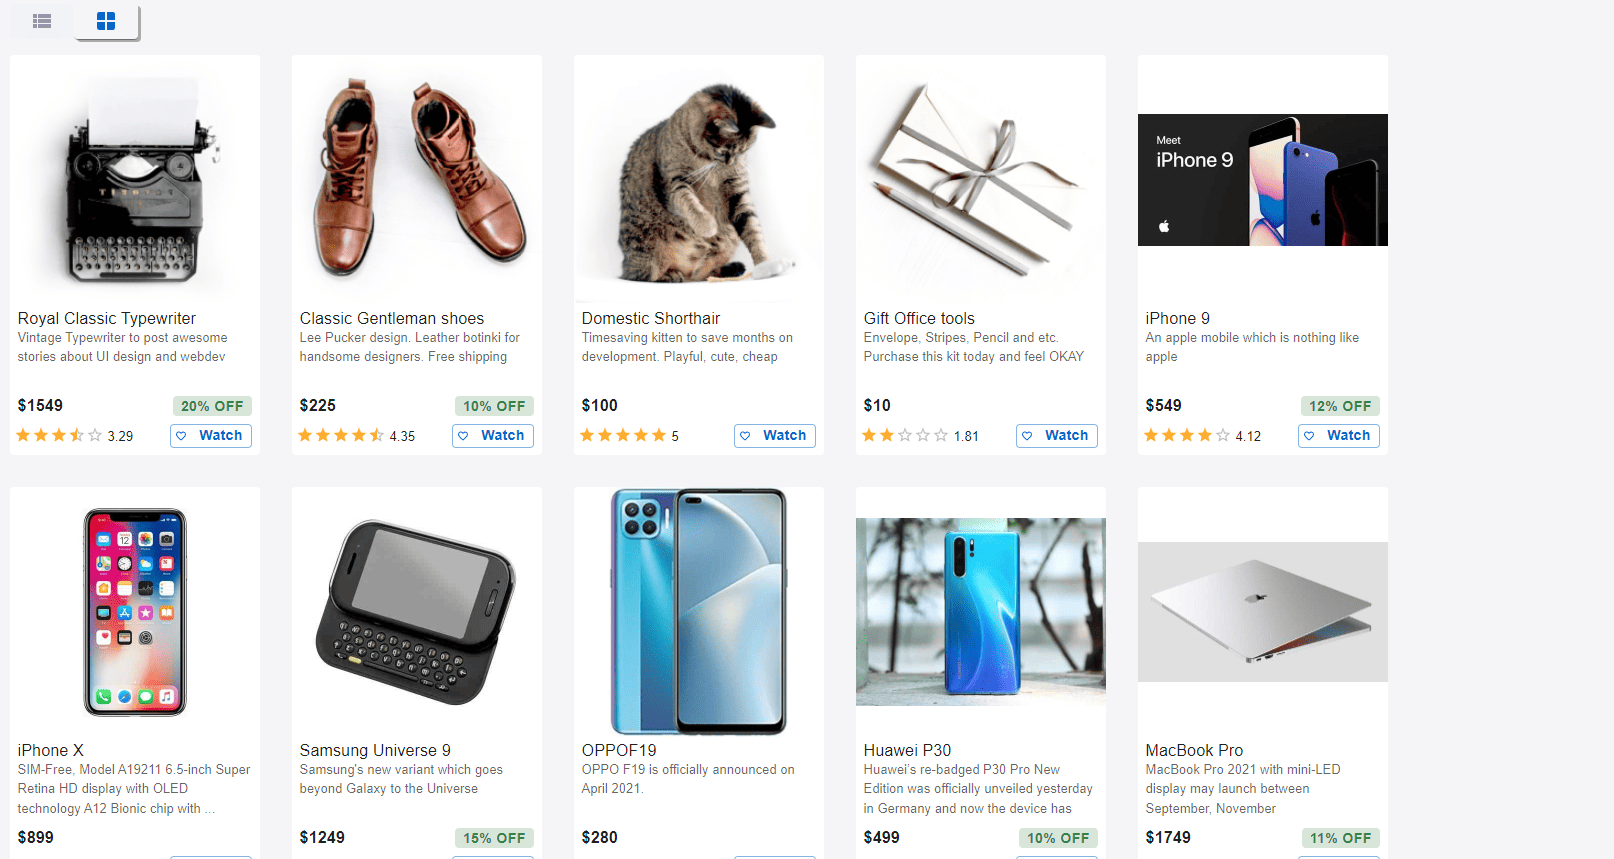 Meet
iPhone 9
Royal Classic Typewriter
Vintage Typewriter to post awesome
stories about UI design and webdev
$1549
20% OFF
3.29
Watch
Classic Gentleman shoes
Lee Pucker design. Leather botinki for
handsome designers. Free shipping
$225
10% OFF
4.35
Watch
Domestic Shorthair
Timesaving kitten to save months on
development. Playful, cute, cheap
$100
5
Watch
Gift Office tools
Envelope, Stripes, Pencil and etc.
Purchase this kit today and feel OKAY
$10
1.81
Watch
iPhone 9
An apple mobile which is nothing like
apple
$549
12% OFF
4.12
Watch
iPhone X
SIM-Free, Model A19211 6.5-inch Super
Retina HD display with OLED
technology A12 Bionic chip with ...
$899
Samsung Universe 9
Samsung's new variant which goes
beyond Galaxy to the Universe
$1249
15% OFF
OPPOF19
OPPO F19 is officially announced on
April 2021.
$280
Huawei P30
Huawei's re-badged P30 Pro New
Edition was officially unveiled yesterday
in Germany and now the device has
$499
10% OFF
MacBook Pro
MacBook Pro 2021 with mini-LED
display may launch between
September, November
$1749
11% OFF